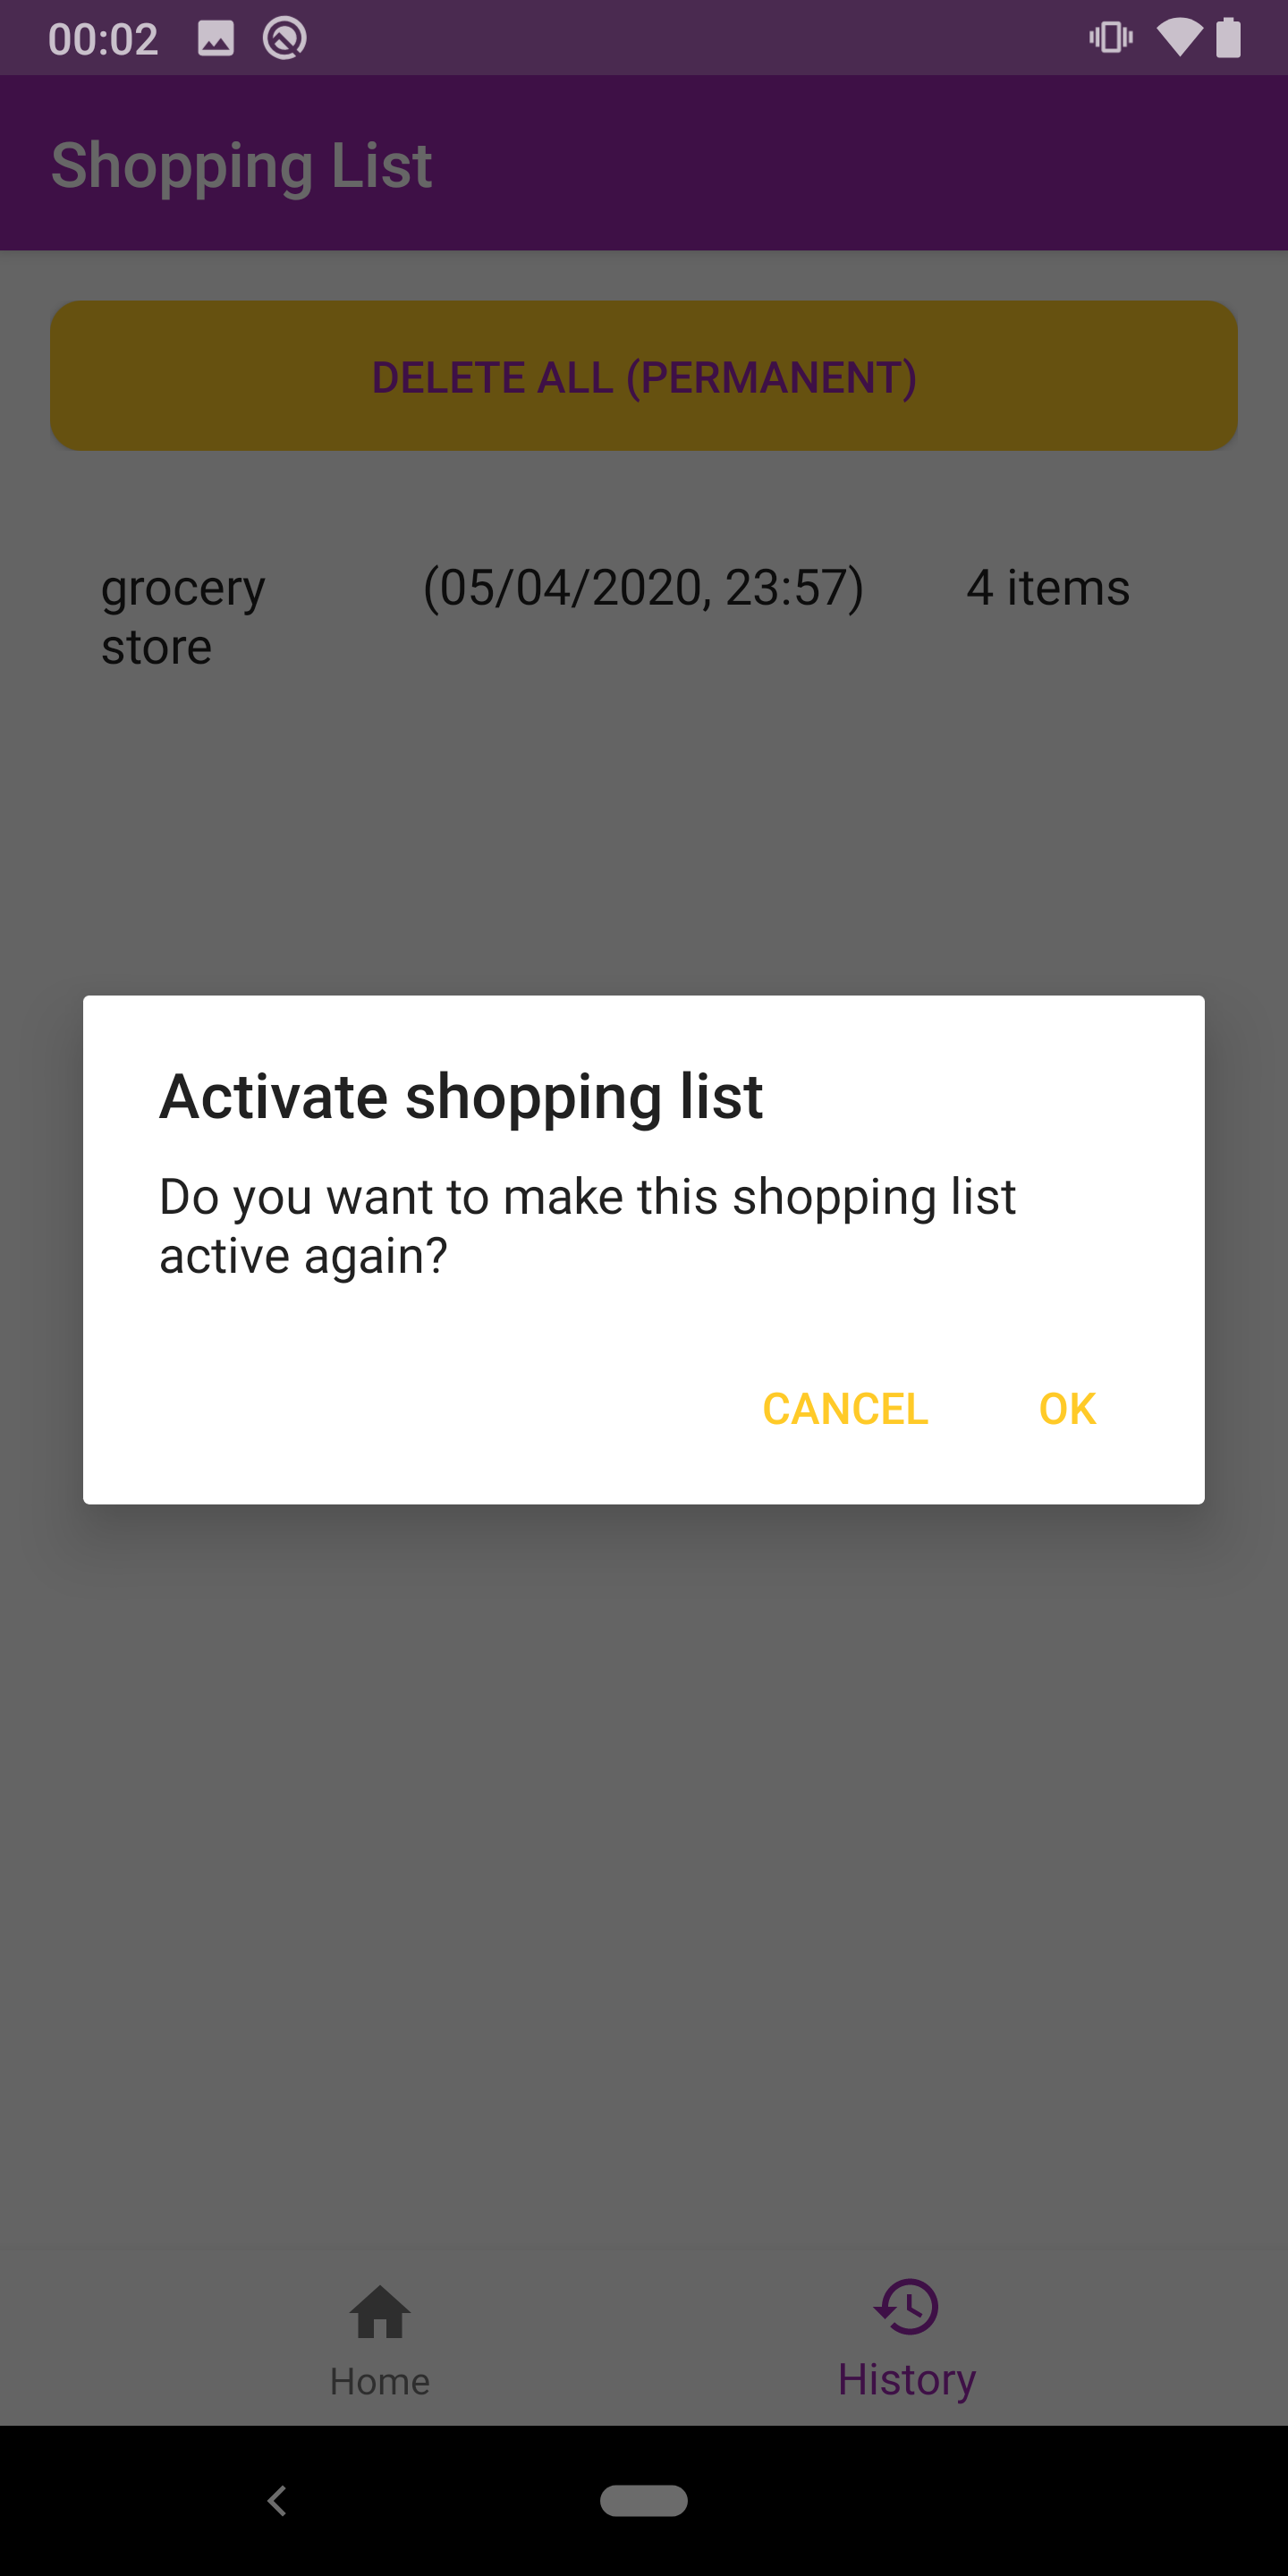 00:02
Shopping List
DELETE ALL (PERMANENT)
grocery store (05/04/2020, 23:57) 4 items
Activate shopping list
Do you want to make this shopping list
active again?
CANCEL OK
Home History